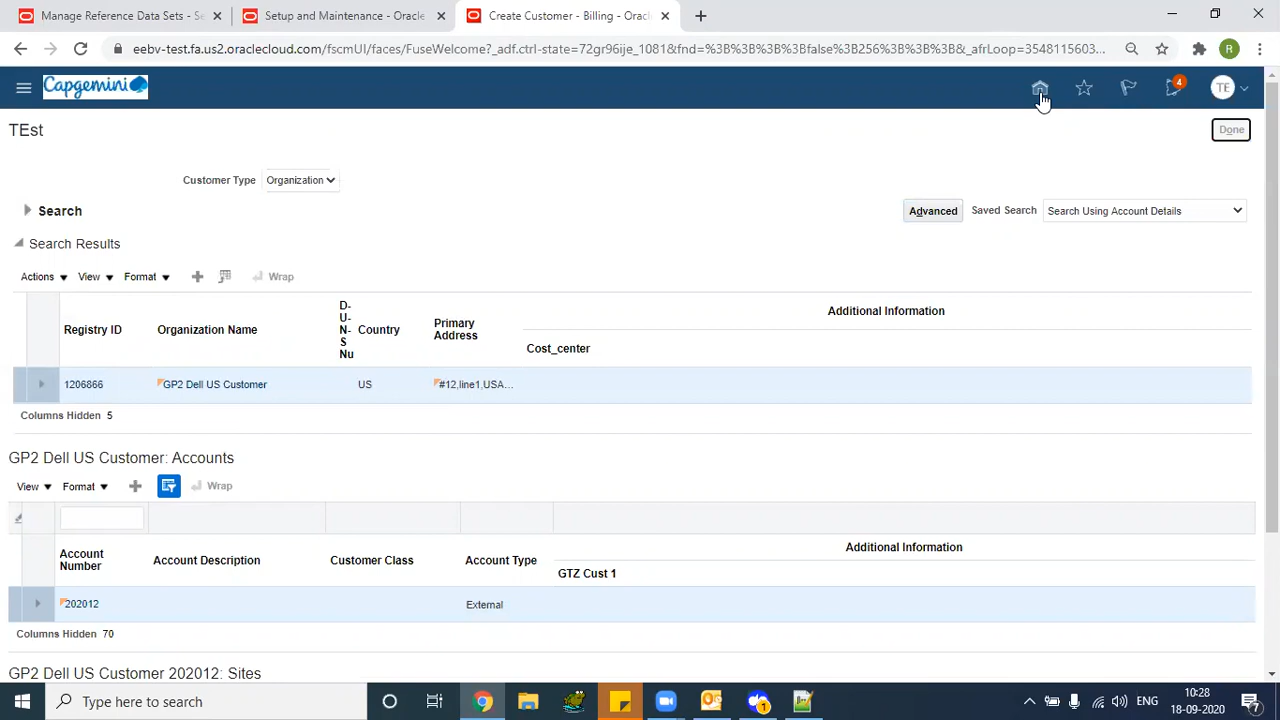 Manage Reference Data Sets - S
Setup and Maintenance - Oracle
Create Customer - Billing - Orac
eebv-test.fa.us2.oraclecloud.com/fscmUI/faces/FuseWelcome?_adf.ctrl-state=72gr96ije_1081&fnd=%3B%3B%3B%3Bfalse%3B256%3B%3B%3B&_afrLoop=3548115603...
R
Capgemini
4
TE
TEst
Done
Customer Type Organization
Search
Advanced Saved Search Search Using Account Details
Search Results
Actions View Format Wrap
Registry ID Organization Name D-U-N-S Nu Country Primary Address Additional Information
Cost_center
1206866 GP2 Dell US Customer US #12,line1,USA...
Columns Hidden 5
GP2 Dell US Customer: Accounts
View Format Wrap
Account Number Account Description Customer Class Account Type Additional Information
GTZ Cust 1
202012 External
Columns Hidden 70
GP2 Dell US Customer 202012: Sites
Type here to search
1
ENG
10:28
18-09-2020
7